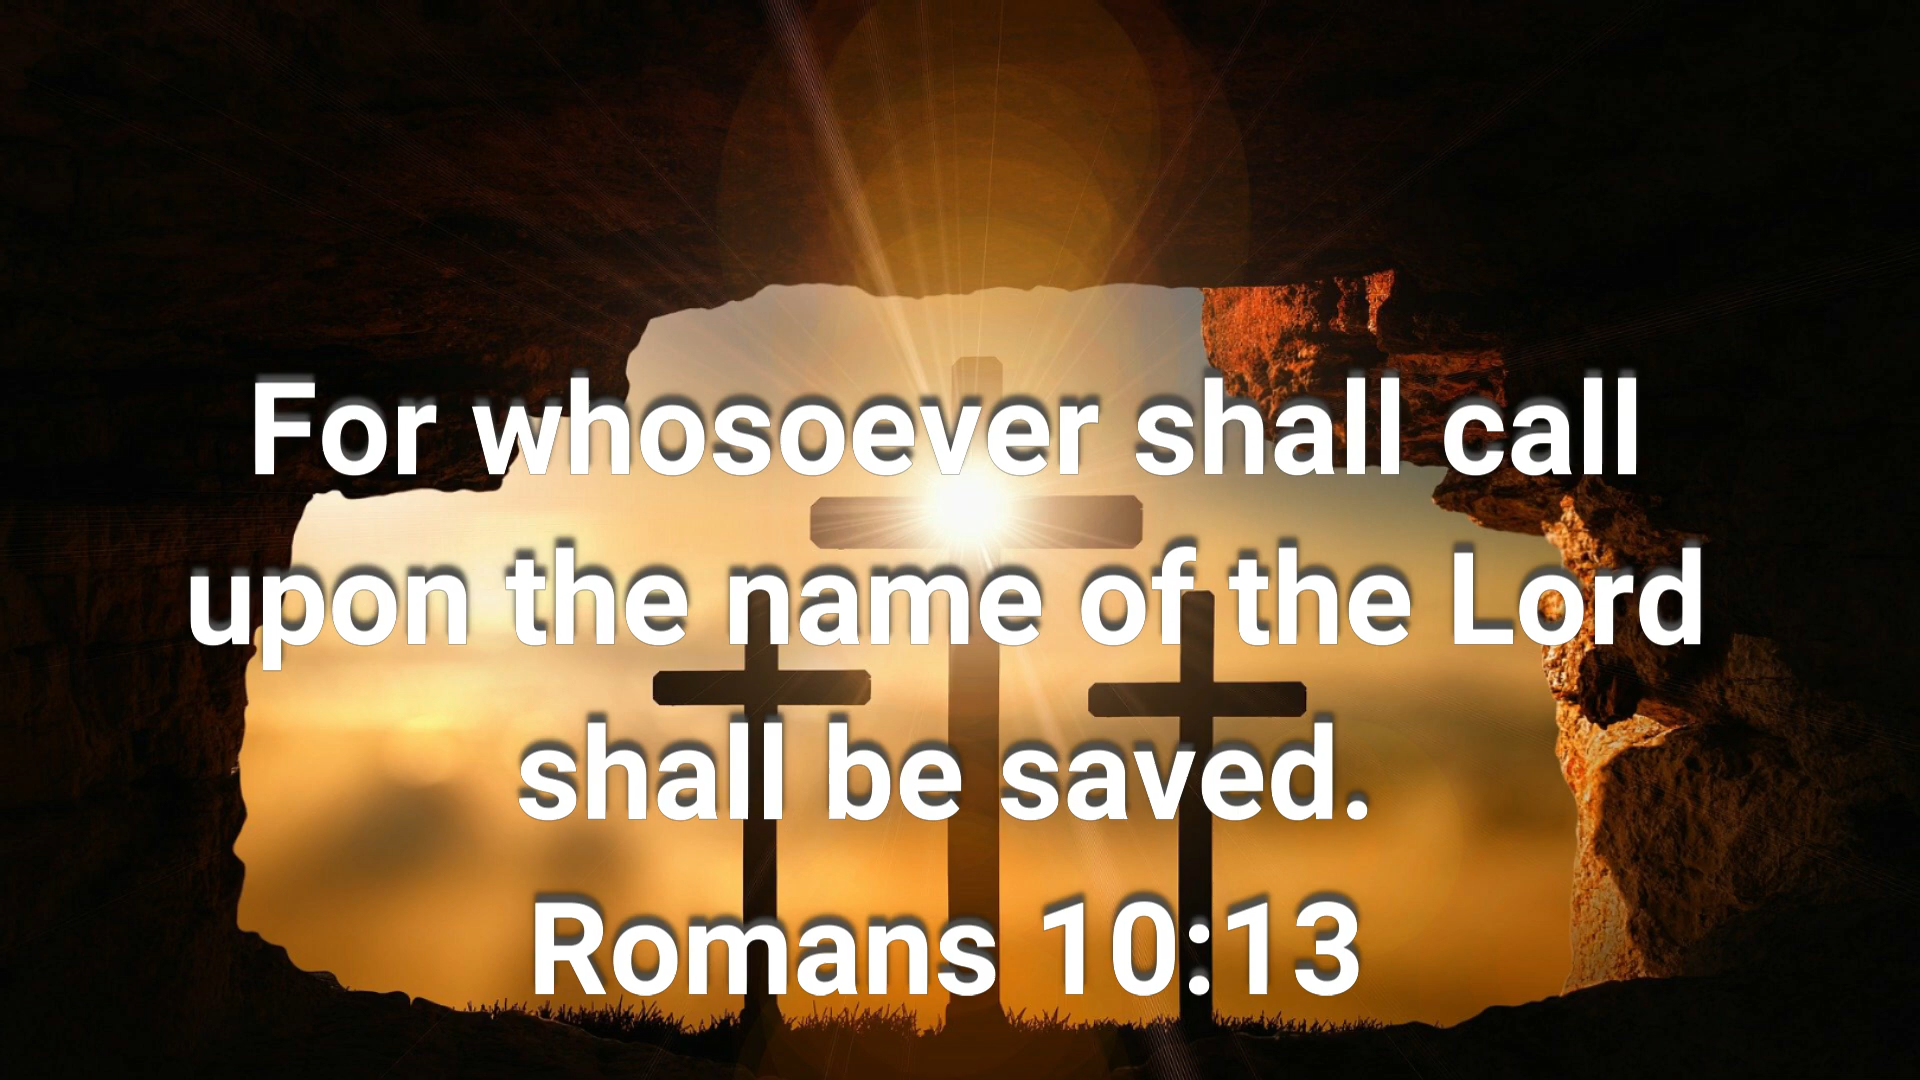 For whosoever shall call
upon the name of the Lord
shall be saved.
Romans 10:13